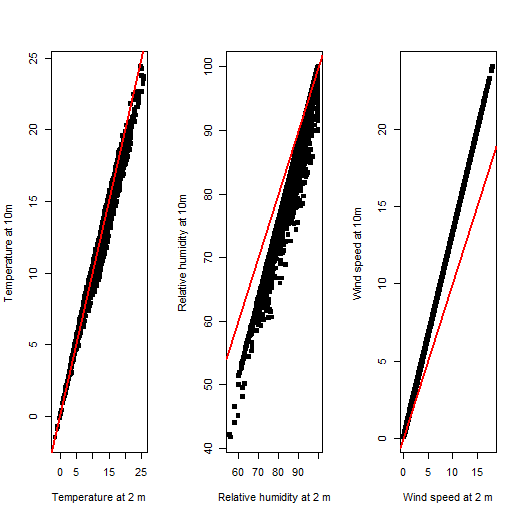 Temperature at 10m
25
20
15
10
5
0
0 5 15 25
Temperature at 2 m
Relative humidity at 10m
100
90
80
70
60
50
40
60 70 80 90
Relative humidity at 2 m
Wind speed at 10m
20
15
10
5
0
0 5 10 15
Wind speed at 2 m